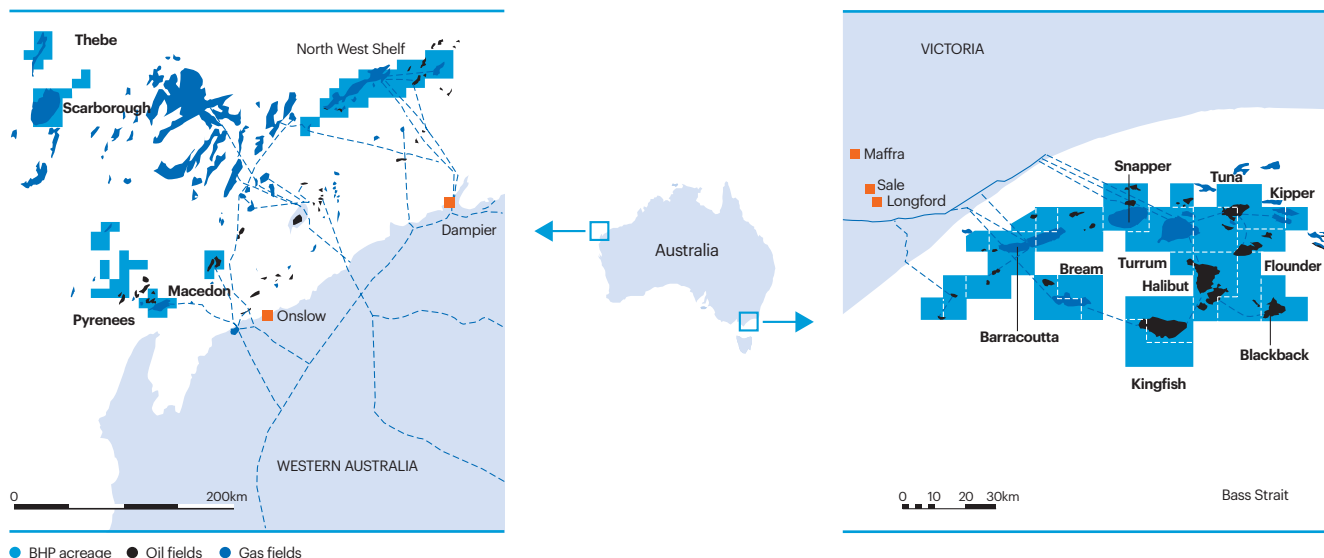 Thebe
North West Shelf
Scarborough
Dampier
Macedon
Pyrenees
Onslow
WESTERN AUSTRALIA
0 200km
Australia
VICTORIA
Maffra
Sale
Longford
Snapper
Tuna
Kipper
Bream
Turrum
Flounder
Halibut
Barracoutta
Blackback
Kingfish
0 10 20 30km
Bass Strait
BHP acreage Oil fields Gas fields